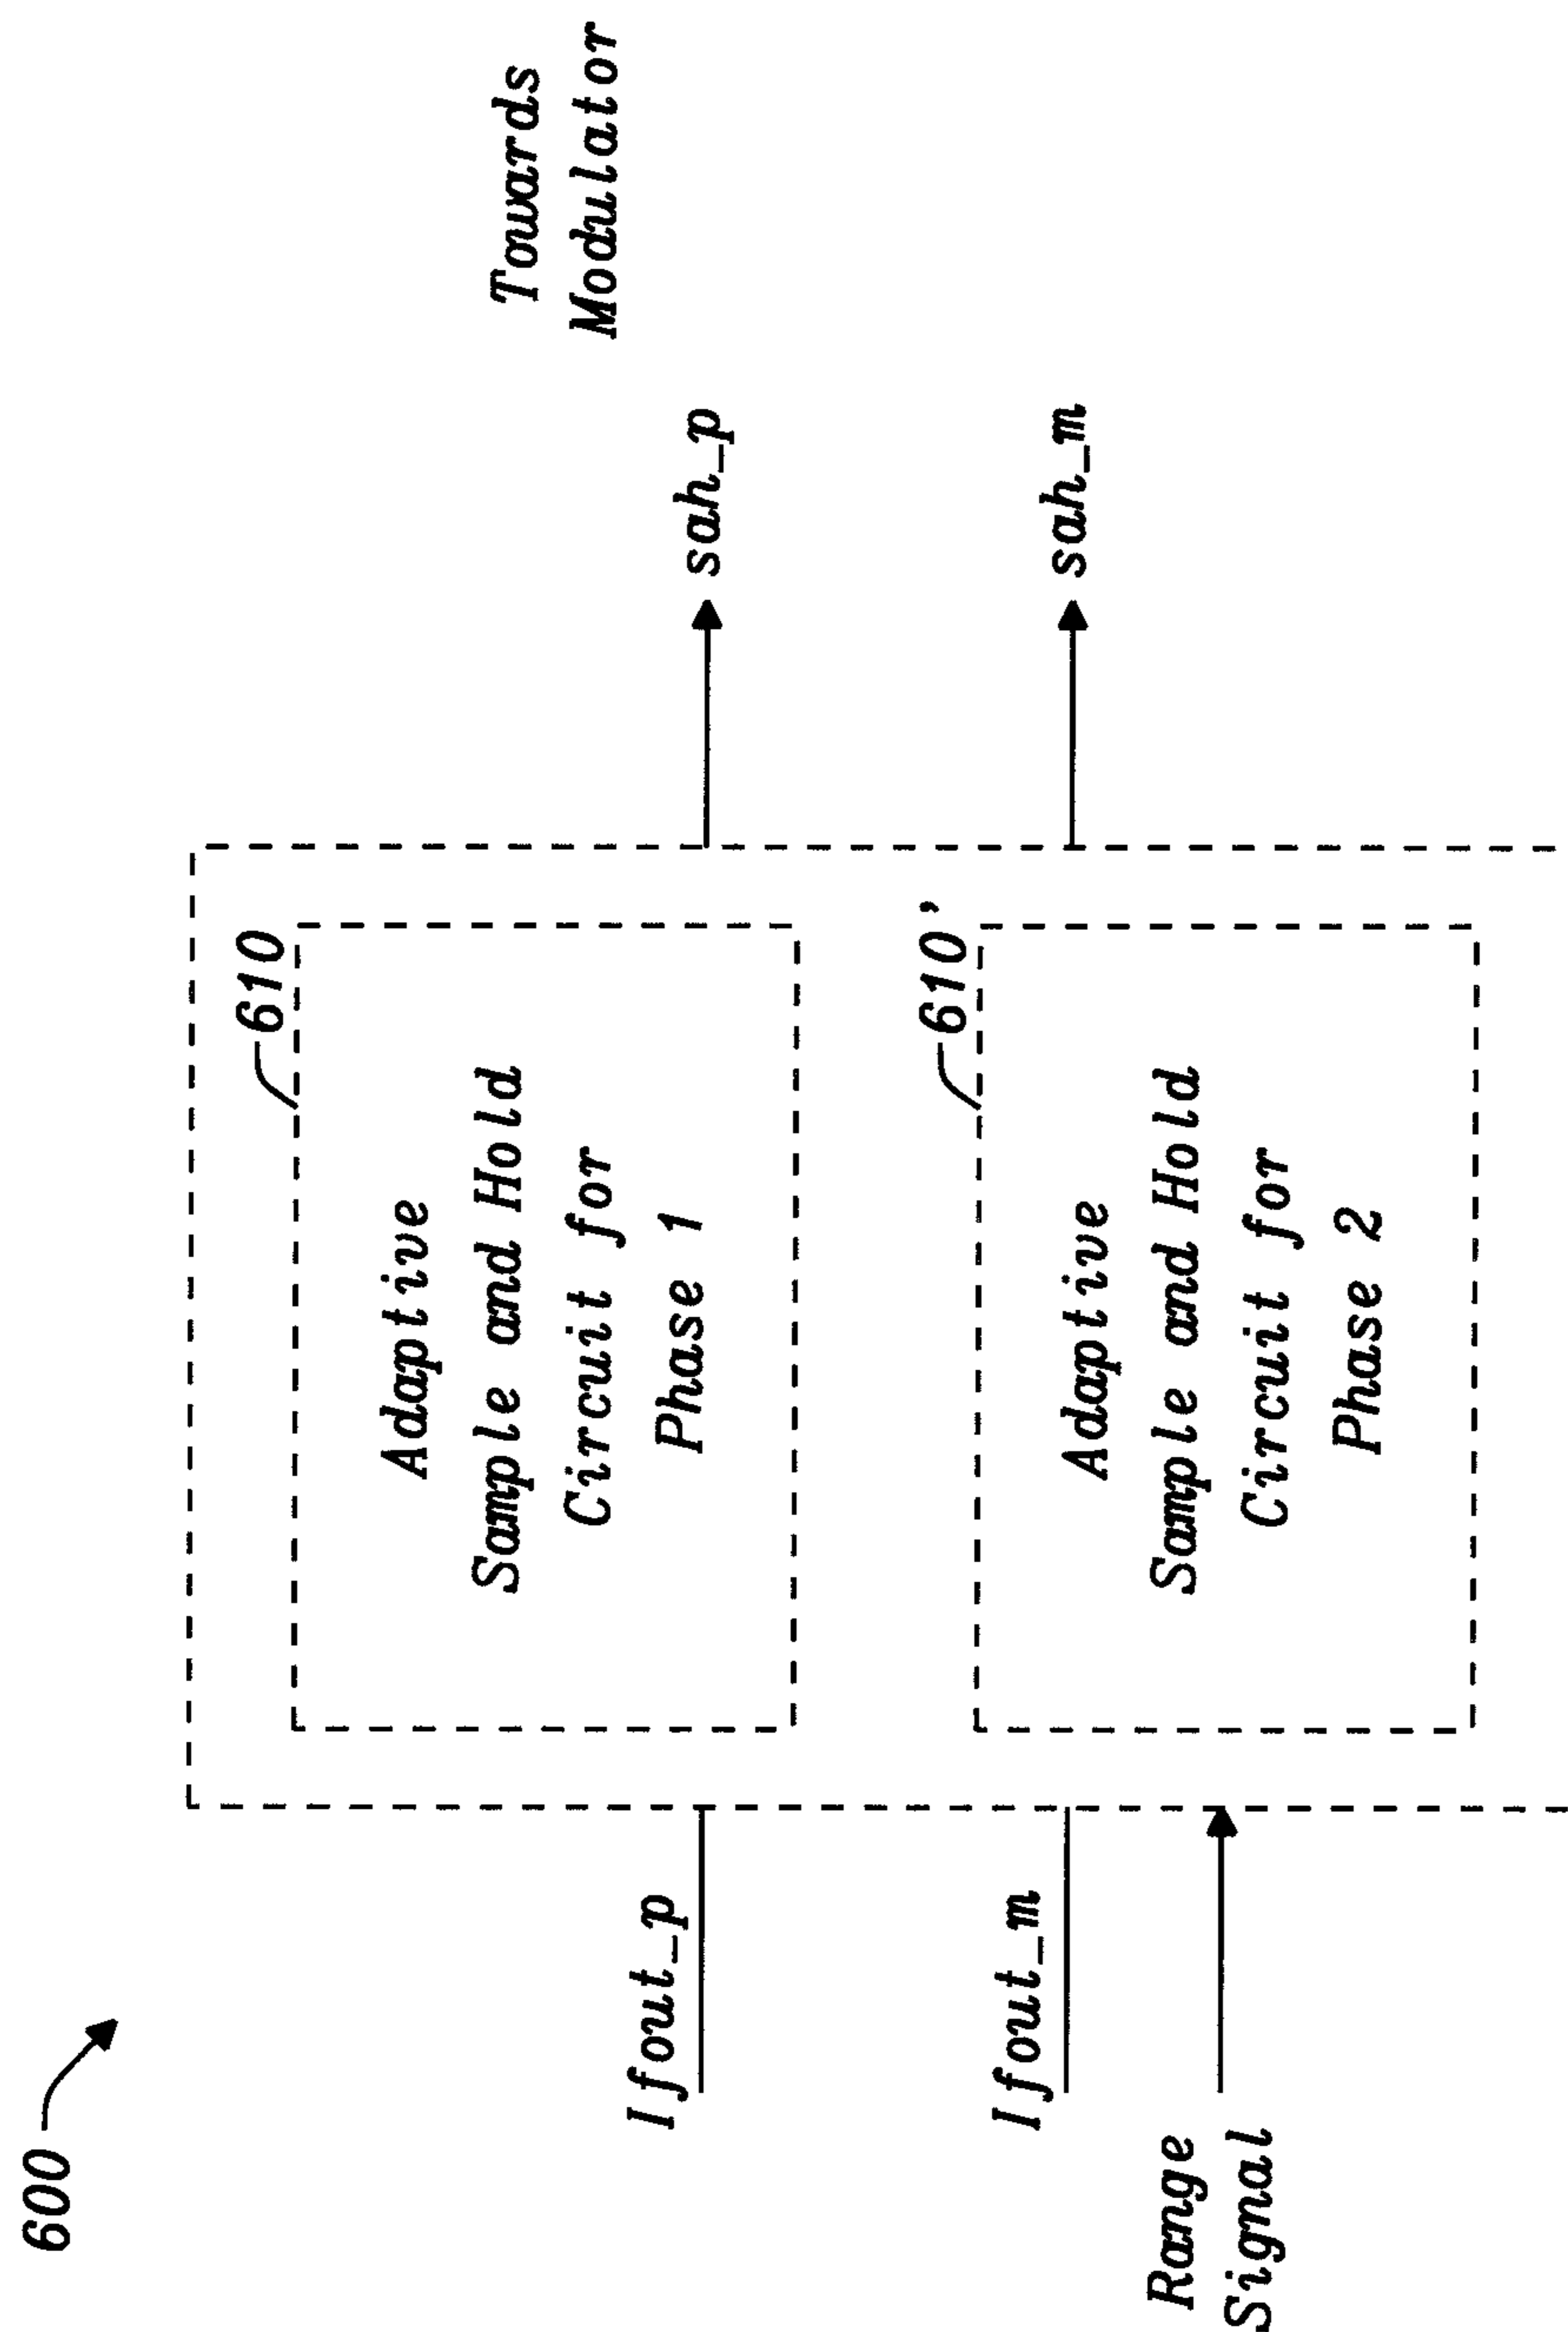 600
Towards
Modulator
610
Adaptive
Sample and Hold
Circuit for
Phase 1
Ifout_p
sah_p
610'
Adaptive
Sample and Hold
Circuit for
Phase 2
Ifout_m
sah_m
Range
Signal